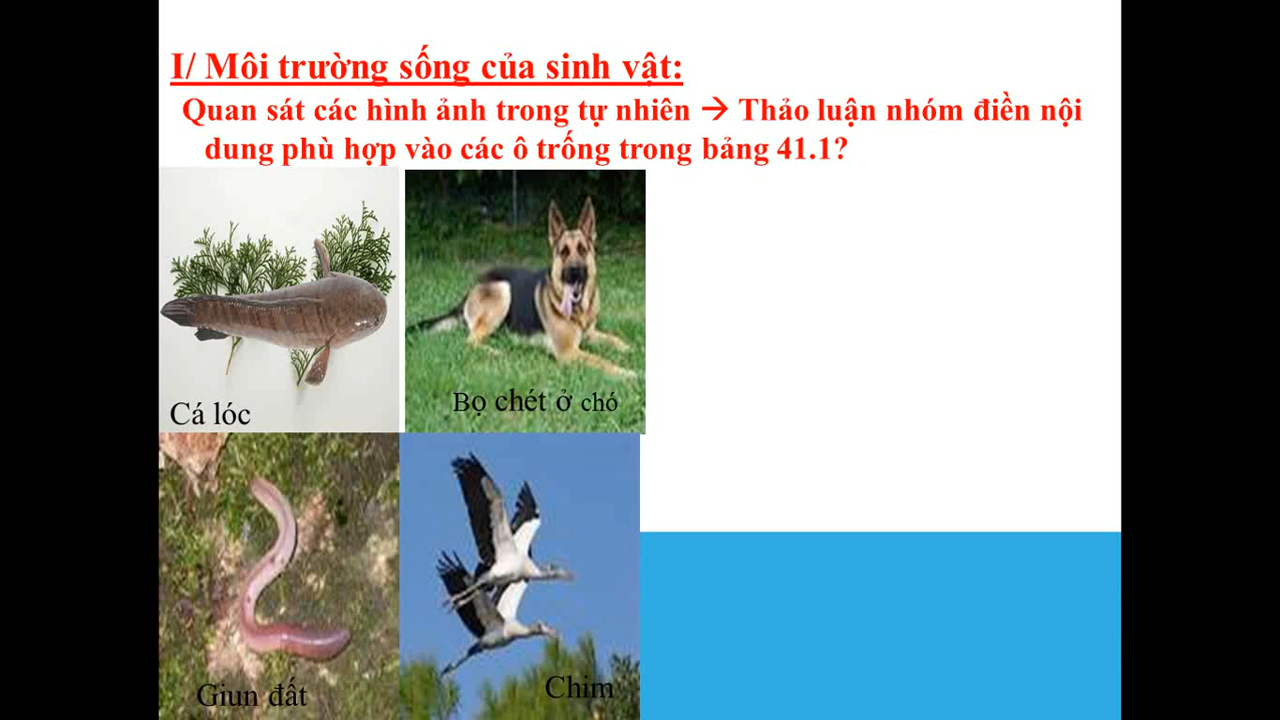 I/ Môi trường sống của sinh vật:
Quan sát các hình ảnh trong tự nhiên → Thảo luận nhóm điền nội
dung phù hợp vào các ô trống trong bảng 41.1?
Cá lóc
Bọ chét ở chó
Giun đất
Chim